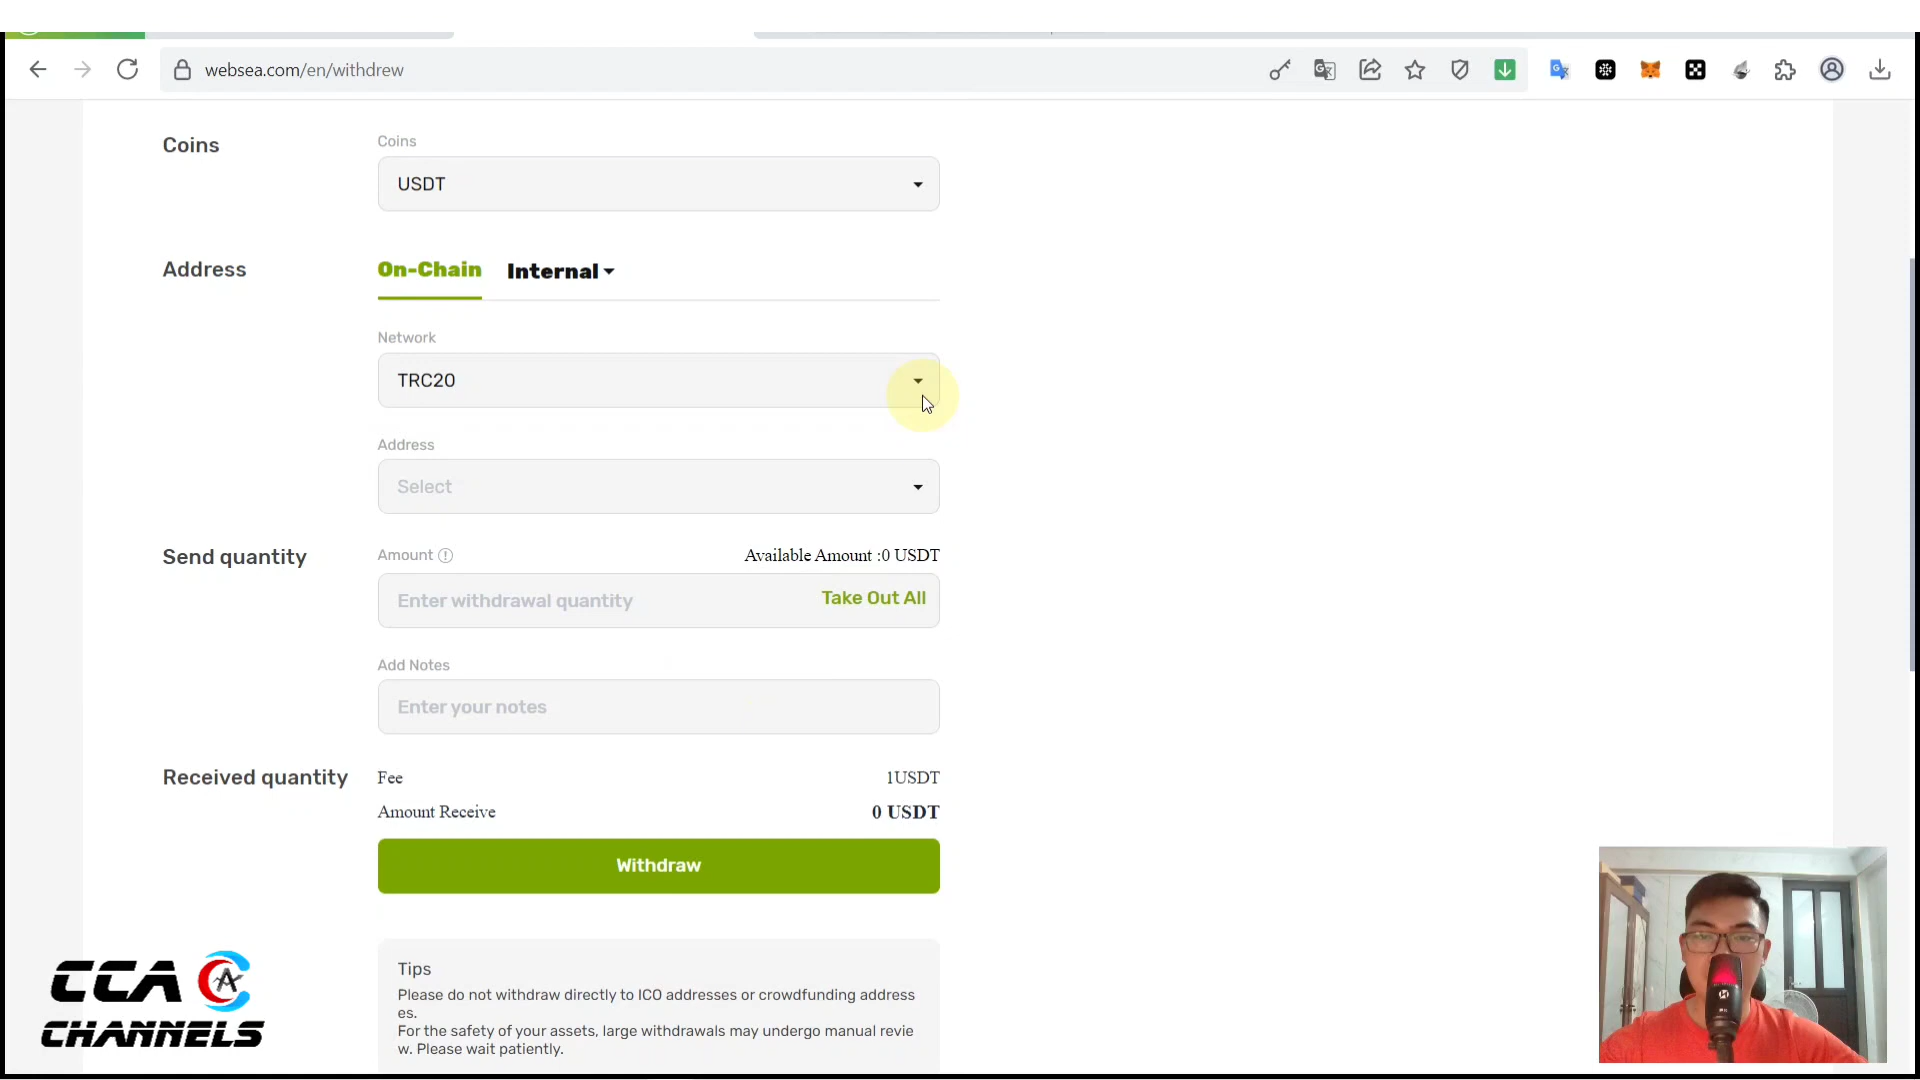 websea.com/en/withdrew
Coins
Coins
USDT
Address
On-Chain Internal
Network
TRC20
Address
Select
Send quantity
Amount
Available Amount :0 USDT
Enter withdrawal quantity
Take Out All
Add Notes
Enter your notes
Received quantity
Fee
1USDT
Amount Receive
0 USDT
Withdraw
Tips
Please do not withdraw directly to ICO addresses or crowdfunding address
es.
For the safety of your assets, large withdrawals may undergo manual revie
w. Please wait patiently.
CCA
CHANNELS